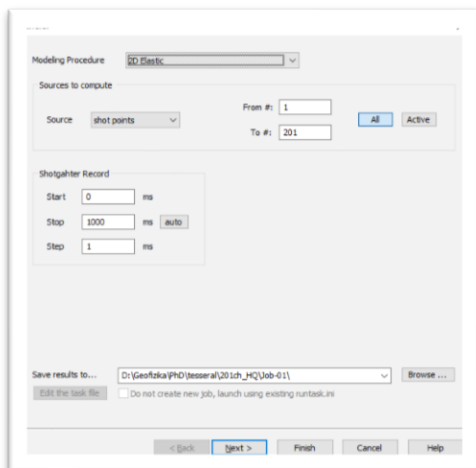 Modeling Procedure 2D Elastic
Sources to compute
From #: 1
Source shot points All Active
To #: 201
Shotgahter Record
Start 0 ms
Stop 1000 ms auto
Step 1 ms
Save results to... D:\Geofizika\PhD\tesseral\201ch_HQ\Job-01\ Browse ...
Edit the task file Do not create new job, launch using existing runtask.ini
< Back Next > Finish Cancel Help